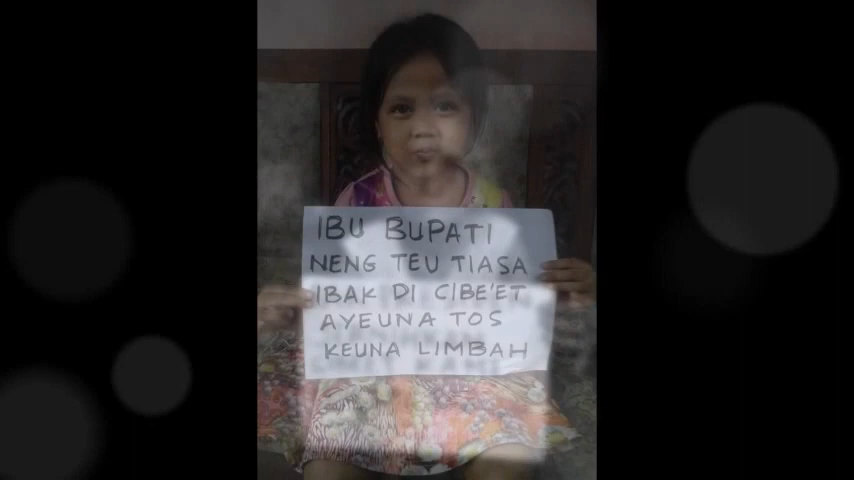 IBU BUPATI
NENG TEU TIASA
IBAK DI CIBE'ET
AYEUNA TOS
KEUNA LIMBAH